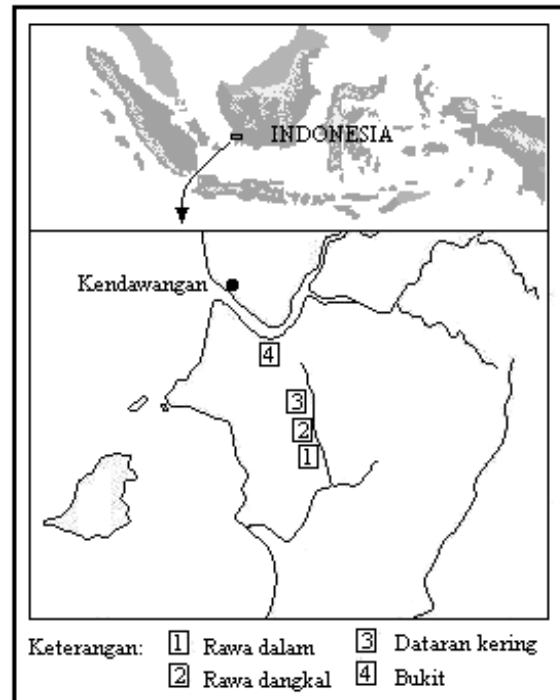 INDONESIA
Kendawangan
4
3
2
1
Keterangan: 1 Rawa dalam 3 Dataran kering
2 Rawa dangkal 4 Bukit